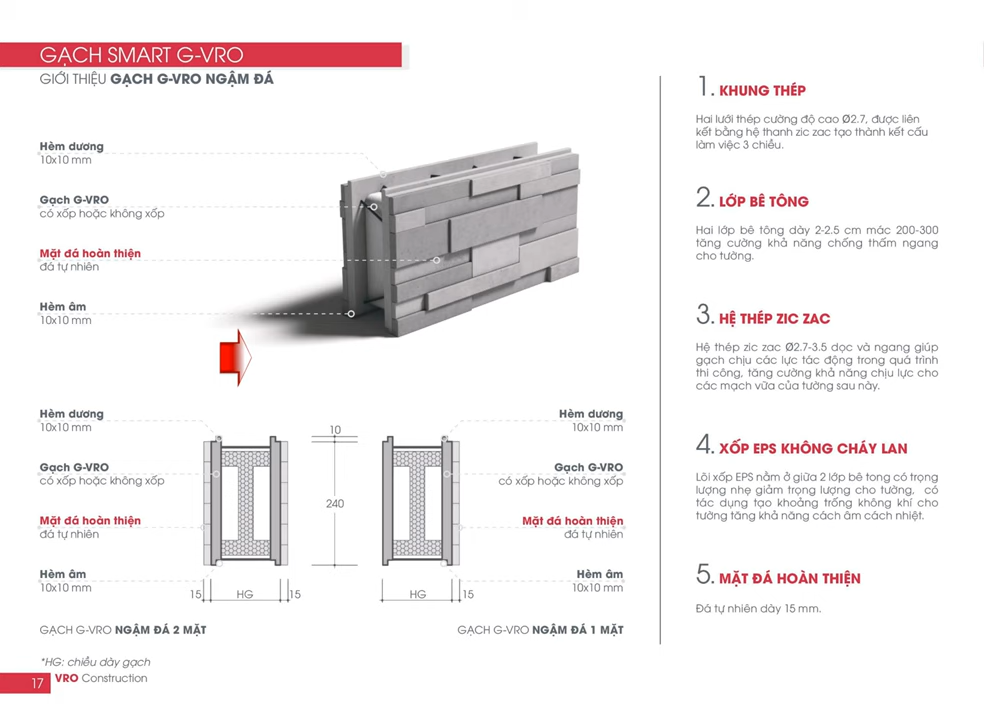 GẠCH SMART G-VRO
GIỚI THIỆU GẠCH G-VRO NGẬM ĐÁ
Hèm dương
10x10 mm
Gạch G-VRO
có xốp hoặc không xốp
Mặt đá hoàn thiện
đá tự nhiên
Hèm âm
10x10 mm
Hèm dương
10x10 mm
Gạch G-VRO
có xốp hoặc không xốp
Mặt đá hoàn thiện
đá tự nhiên
Hèm âm
10x10 mm
15
HG
15
10
240
Hèm dương
10x10 mm
Gạch G-VRO
có xốp hoặc không xốp
Mặt đá hoàn thiện
đá tự nhiên
Hèm âm
10x10 mm
HG
15
GẠCH G-VRO NGẬM ĐÁ 2 MẶT
GẠCH G-VRO NGẬM ĐÁ 1 MẶT
*HG: chiều dày gạch
17 VRO Construction
1. KHUNG THÉP
Hai lưới thép cường độ cao Ø2.7, được liên
kết bằng hệ thanh zic zac tạo thành kết cấu
làm việc 3 chiều.
2. LỚP BÊ TÔNG
Hai lớp bê tông dày 2-2.5 cm mác 200-300
tăng cường khả năng chống thấm ngang
cho tường.
3. HỆ THÉP ZIC ZAC
Hệ thép zic zac Ø2.7-3.5 dọc và ngang giúp
gạch chịu các lực tác động trong quá trình
thi công, tăng cường khả năng chịu lực cho
các mạch vữa của tường sau này.
4. XỐP EPS KHÔNG CHÁY LAN
Lõi xốp EPS nằm ở giữa 2 lớp bê tong có trọng
lượng nhẹ giảm trọng lượng cho tường, có
tác dụng tạo khoảng trống không khí cho
tường tăng khả năng cách âm cách nhiệt.
5. MẶT ĐÁ HOÀN THIỆN
Đá tự nhiên dày 15 mm.